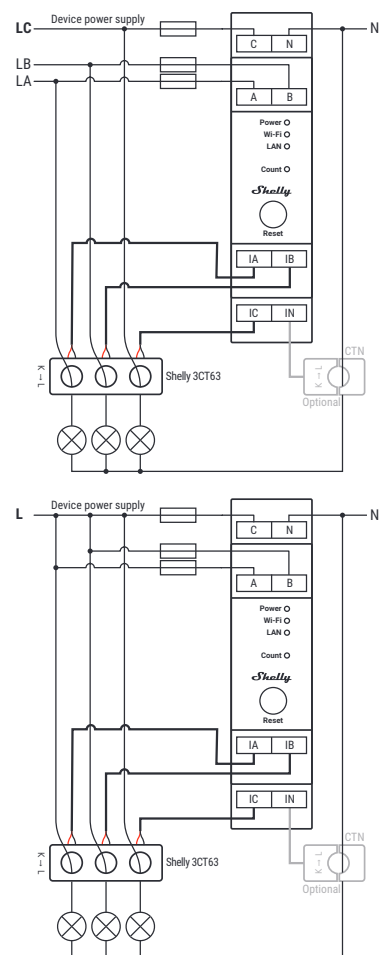 Device power supply
LC
N
C N
LB
LA
A B
Power
Wi-Fi
LAN
Count
Shelly
Reset
IA IB
IC IN
CTN
K→L
Shelly 3CT63
K→L
Optional
Device power supply
L
N
C N
A B
Power
Wi-Fi
LAN
Count
Shelly
Reset
IA IB
IC IN
CTN
K→L
Shelly 3CT63
K→L
Optional